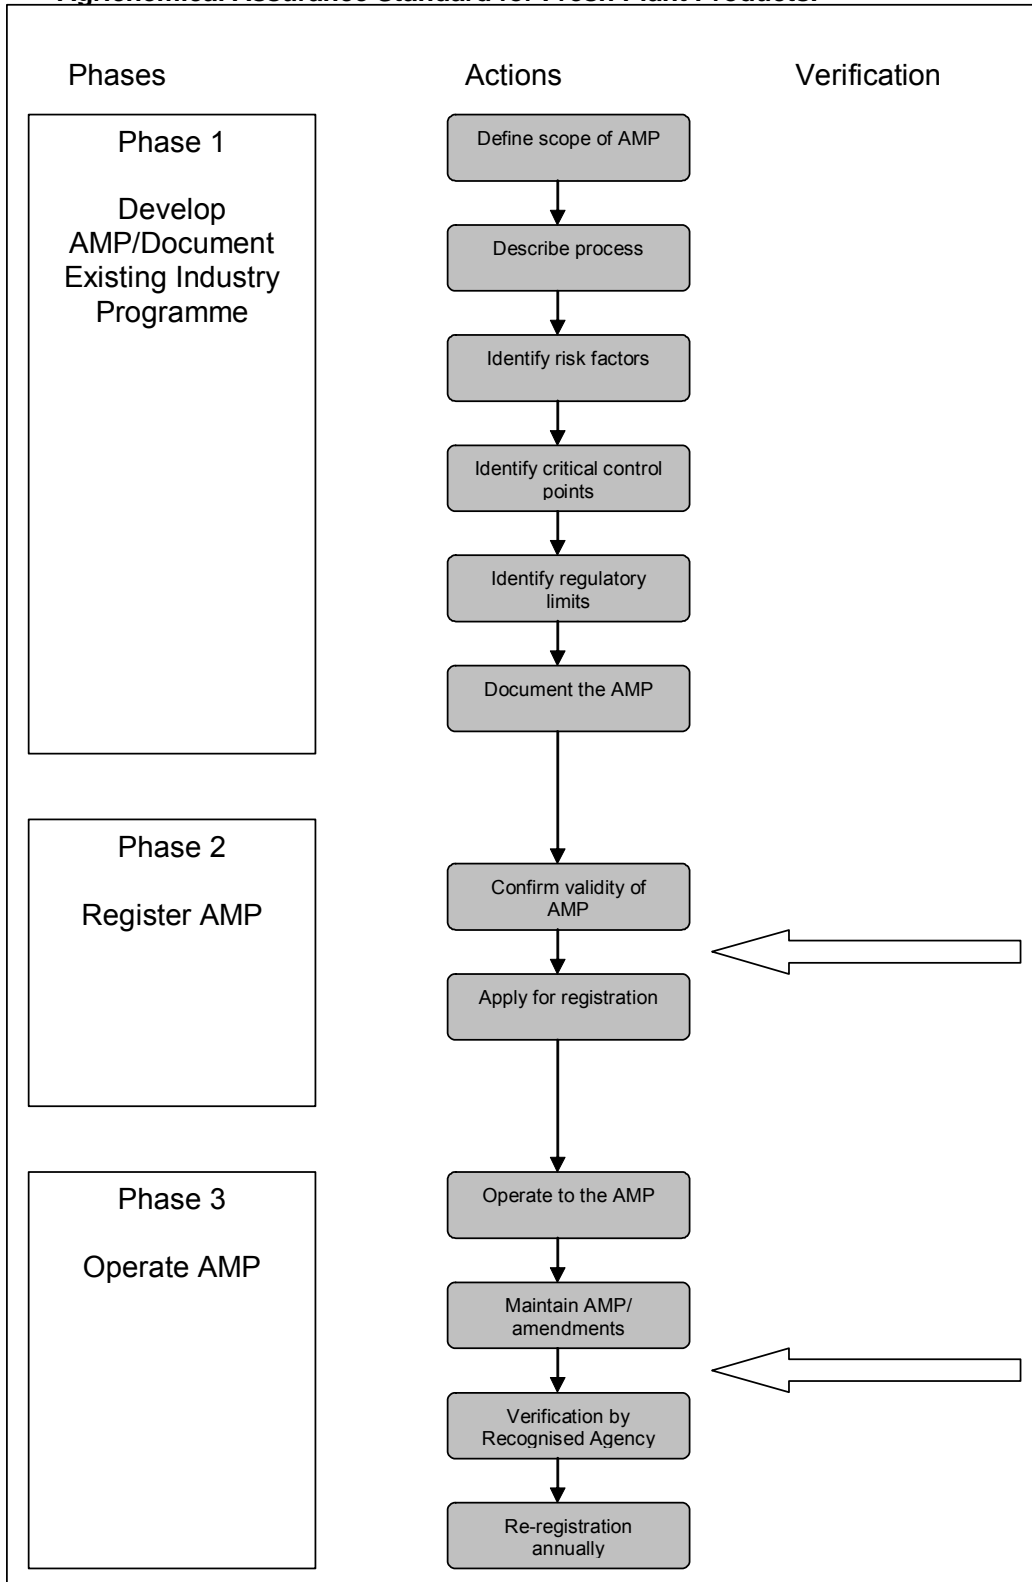 Agrichemical Assurance Standard for Fresh Plant Products.
Phases
Actions
Verification
Phase 1
Develop
AMP/Document
Existing Industry
Programme
Define scope of AMP
Describe process
Identify risk factors
Identify critical control
points
Identify regulatory
limits
Document the AMP
Phase 2
Register AMP
Confirm validity of
AMP
Apply for registration
Phase 3
Operate AMP
Operate to the AMP
Maintain AMP/
amendments
Verification by
Recognised Agency
Re-registration
annually